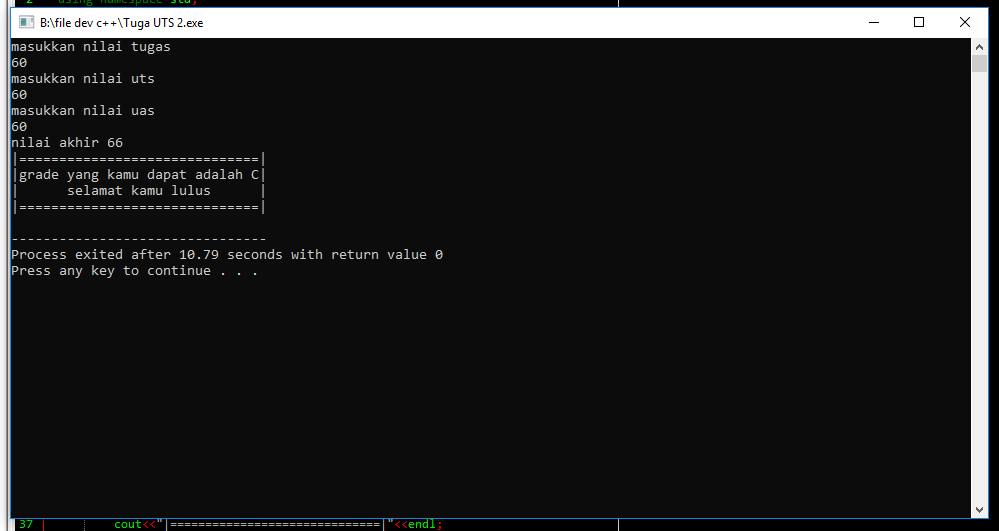 2 using namespace std;
B:\file dev c++\Tuga UTS 2.exe
masukkan nilai tugas
60
masukkan nilai uts
60
masukkan nilai uas
60
nilai akhir 66
|==============================|
|grade yang kamu dapat adalah C|
|      selamat kamu lulus      |
|==============================|
--------------------------------
Process exited after 10.79 seconds with return value 0
Press any key to continue . . .
37 cout<<"|==============================|"<<endl;